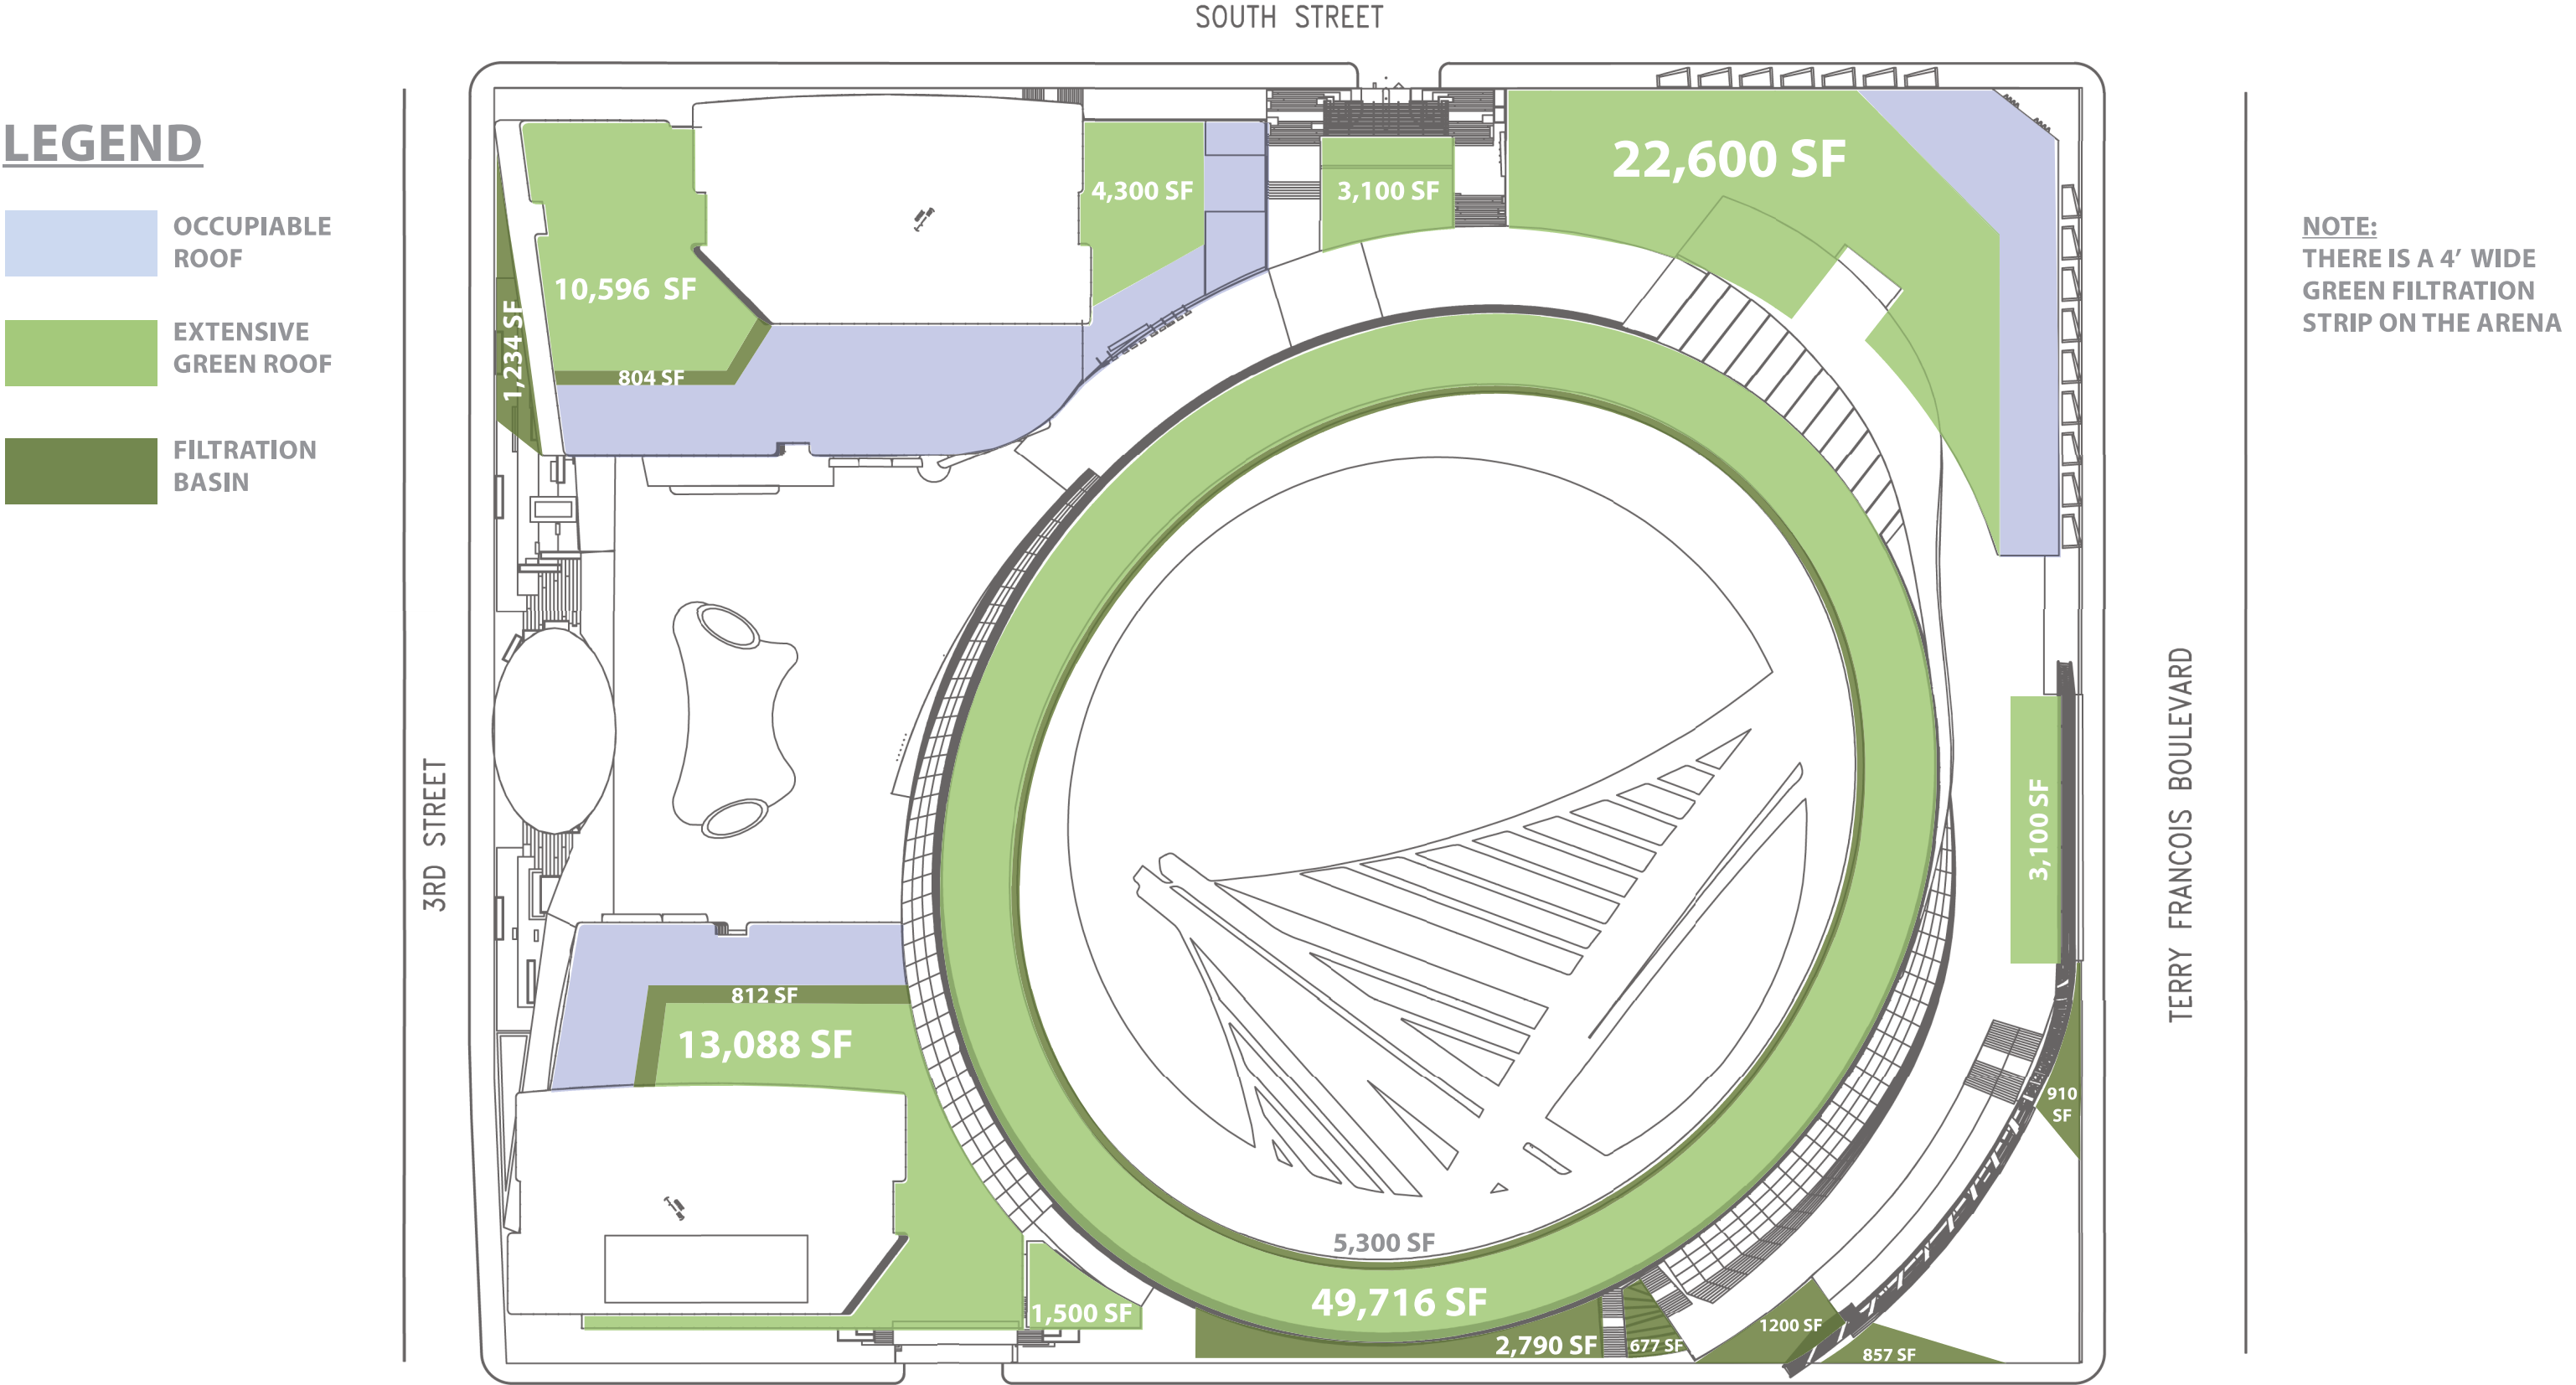 SOUTH STREET
LEGEND
OCCUPIABLE
ROOF
EXTENSIVE
GREEN ROOF
FILTRATION
BASIN
NOTE:
THERE IS A 4’ WIDE
GREEN FILTRATION
STRIP ON THE ARENA
22,600 SF
4,300 SF
3,100 SF
10,596 SF
1,234 SF
804 SF
3RD STREET
TERRY FRANCOIS BOULEVARD
3,100 SF
812 SF
13,088 SF
910
SF
5,300 SF
49,716 SF
1,500 SF
2,790 SF
677 SF
1200 SF
857 SF